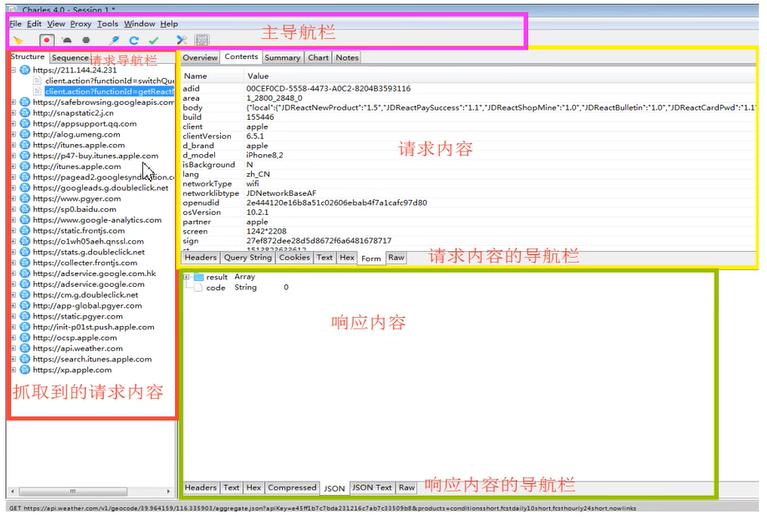 Charles 4.0 - Session 1 *
File Edit View Proxy Tools Window Help
主导航栏
Structure Sequence 请求导航栏
https://211.144.24.231
client.action?functionId=switchQue
client.action?functionId=getReactN
https://safebrowsing.googleapis.com
http://snapstatic2.j.cn
https://appsupport.qq.com
http://alog.umeng.com
https://itunes.apple.com
https://p47-buy.itunes.apple.com
http://itunes.apple.com
https://pagead2.googlesyndication.c
https://googleads.g.doubleclick.net
https://www.pgyer.com
https://sp0.baidu.com
https://www.google-analytics.com
https://static.frontjs.com
https://o1wh05aeh.qnssl.com
https://stats.g.doubleclick.net
https://collecter.frontjs.com
https://adservice.google.com.hk
https://adservice.google.com
https://cm.g.doubleclick.net
http://app-global.pgyer.com
https://static.pgyer.com
http://init-p01st.push.apple.com
http://ocsp.apple.com
https://api.weather.com
https://search.itunes.apple.com
https://xp.apple.com
抓取到的请求内容
Overview Contents Summary Chart Notes
Name Value
adid 00CEF0CD-5558-4473-A0C2-8204B3593116
area 1_2800_2848_0
body {"local":{"JDReactNewProduct":"1.5","JDReactPaySuccess":"1.1","JDReactShopMine":"1.0","JDReactBulletin":"1.0","JDReactCardPwd":"1.1"
build 155446
client apple
clientVersion 6.5.1
d_brand apple
d_model iPhone8,2
isBackground N
lang zh_CN
networkType wifi
networklibtype JDNetworkBaseAF
openudid 2e444120e16b8a51c02606ebab4f7a1cafc97d80
osVersion 10.2.1
partner apple
screen 1242*2208
sign 27ef872dee28d5d8672f6a6481678717
st 1513823633612
请求内容
Headers Query String Cookies Text Hex Form Raw
请求内容的导航栏
result Array
code String 0
响应内容
Headers Text Hex Compressed JSON JSON Text Raw
响应内容的导航栏
GET https://api.weather.com/v1/geocode/39.964159/116.335903/aggregate.json?apiKey=e45ff1b7c7bda231216c7ab7c33509b8&products=conditionsshort,fcstdaily10short,fcsthourly24short,nowlinks